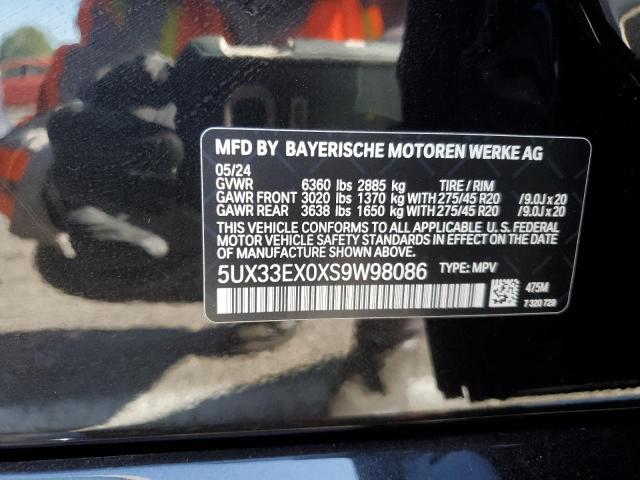 MFD BY BAYERISCHE MOTOREN WERKE AG
05/24
GVWR 6360 lbs 2885 kg TIRE / RIM
GAWR FRONT 3020 lbs 1370 kg WITH 275/45 R20 /9.0J x 20
GAWR REAR 3638 lbs 1650 kg WITH 275/45 R20 /9.0J x 20
THIS VEHICLE CONFORMS TO ALL APPLICABLE U. S. FEDERAL
MOTOR VEHICLE SAFETY STANDARDS IN EFFECT ON THE DATE
OF MANUFACTURE SHOWN ABOVE.
5UX33EX0XS9W98086 TYPE: MPV
475M
7 320 729